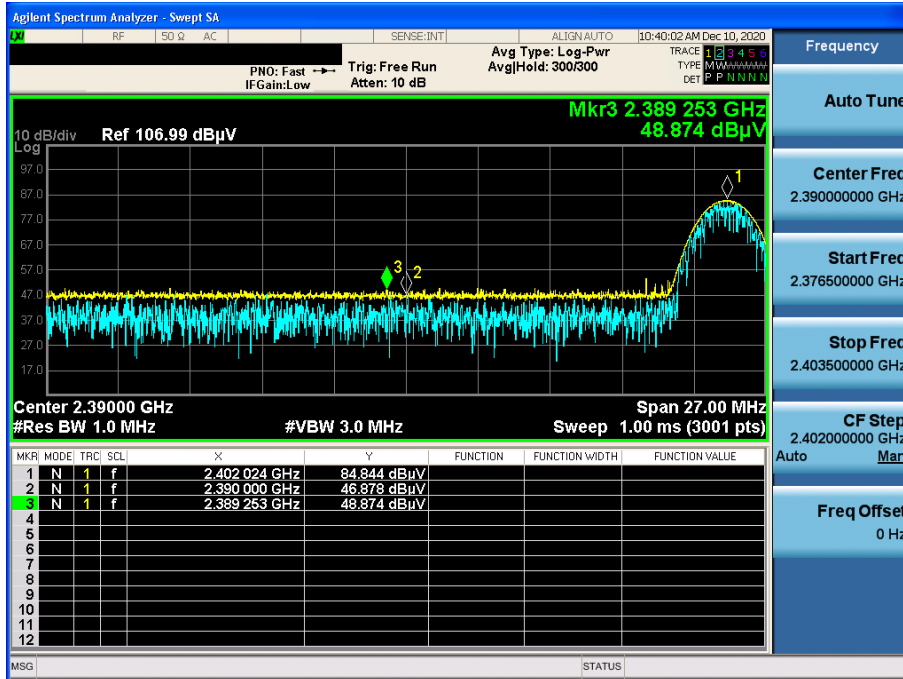 Agilent Spectrum Analyzer - Swept SA
LXI RF 50 Ω AC SENSE:INT ALIGN AUTO 10:40:02 AM Dec 10, 2020
PNO: Fast
IFGain:Low
Trig: Free Run
Atten: 10 dB
Avg Type: Log-Pwr
Avg|Hold: 300/300
TRACE 1 2 3 4 5 6
TYPE M W W W W W
DET P P N N N N
Frequency
Mkr3 2.389 253 GHz
48.874 dBµV
10 dB/div Ref 106.99 dBµV
Log
97.0
87.0
77.0
67.0
57.0
47.0
37.0
27.0
17.0
1
3
2
Center 2.39000 GHz Span 27.00 MHz
#Res BW 1.0 MHz #VBW 3.0 MHz Sweep 1.00 ms (3001 pts)
MKR MODE TRC SCL X Y FUNCTION FUNCTION WIDTH FUNCTION VALUE
1 N 1 f 2.402 024 GHz 84.844 dBµV
2 N 1 f 2.390 000 GHz 46.878 dBµV
3 N 1 f 2.389 253 GHz 48.874 dBµV
4
5
6
7
8
9
10
11
12
MSG STATUS
Auto Tune
Center Freq
2.390000000 GHz
Start Freq
2.376500000 GHz
Stop Freq
2.403500000 GHz
CF Step
2.402000000 GHz
Auto Man
Freq Offset
0 Hz